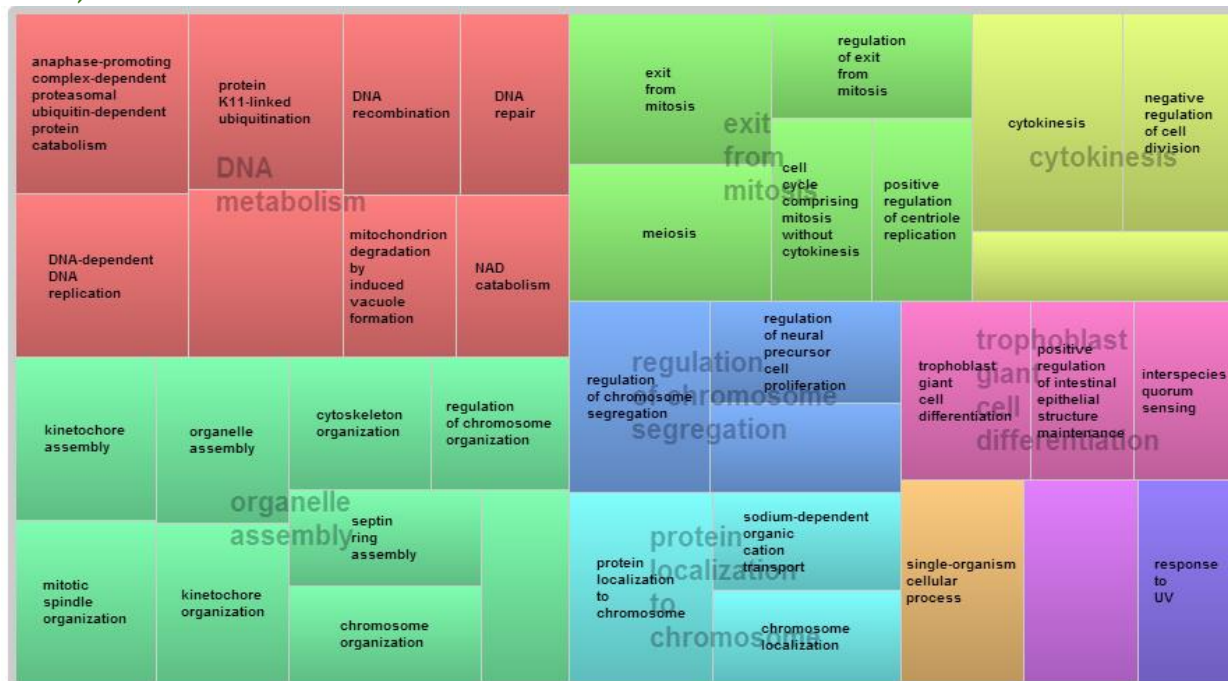 anaphase-promoting
complex-dependent
proteasomal
ubiquitin-dependent
protein
catabolism
protein
K11-linked
ubiquitination
DNA
recombination
DNA
repair
DNA
metabolism
DNA-dependent
DNA
replication
mitochondrion
degradation
by
induced
vacuole
formation
NAD
catabolism
exit
from
mitosis
regulation
of exit
from
mitosis
exit
from
mitosis
meiosis
cell
cycle
comprising
mitosis
without
cytokinesis
positive
regulation
of centriole
replication
cytokinesis
negative
regulation
of cell
division
cytokinesis
kinetochore
assembly
organelle
assembly
cytoskeleton
organization
regulation
of chromosome
organization
organelle
assembly
mitotic
spindle
organization
kinetochore
organization
septin
ring
assembly
chromosome
organization
regulation
of chromosome
segregation
regulation
of neural
precursor
cell
proliferation
regulation
of chromosome
segregation
trophoblast
giant
cell
differentiation
positive
regulation
of intestinal
epithelial
structure
maintenance
interspecies
quorum
sensing
trophoblast
giant
cell
differentiation
protein
localization
to
chromosome
sodium-dependent
organic
cation
transport
chromosome
localization
protein
localization
to
chromosome
single-organism
cellular
process
response
to
UV